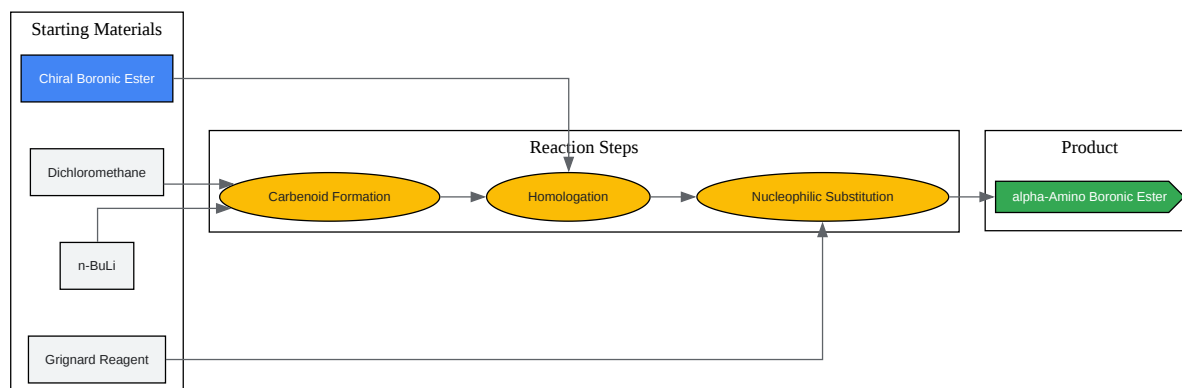 Starting Materials
Chiral Boronic Ester
Dichloromethane
n-BuLi
Grignard Reagent
Reaction Steps
Carbenoid Formation
Homologation
Nucleophilic Substitution
Product
alpha-Amino Boronic Ester